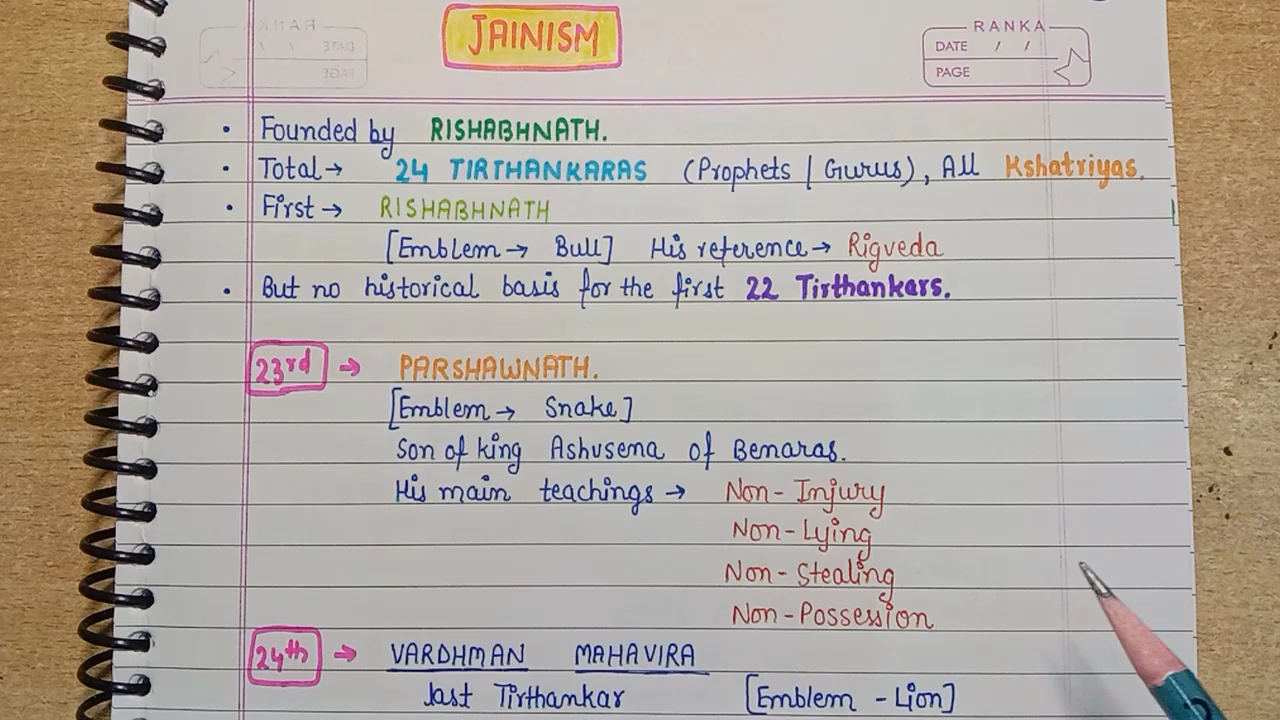 JAINISM
RANKA
DATE / /
PAGE
• Founded by RISHABHNATH.
• Total → 24 TIRTHANKARAS (Prophets | Gurus), All Kshatriyas.
• First → RISHABHNATH
[Emblem → Bull] His reference → Rigveda
• But no historical basis for the first 22 Tirthankars.
23rd → PARSHAWNATH.
[Emblem → Snake]
Son of king Ashusena of Benaras.
His main teachings → Non-Injury
Non-Lying
Non-Stealing
Non-Possession
24th → VARDHMAN MAHAVIRA
last Tirthankar [Emblem - Lion]